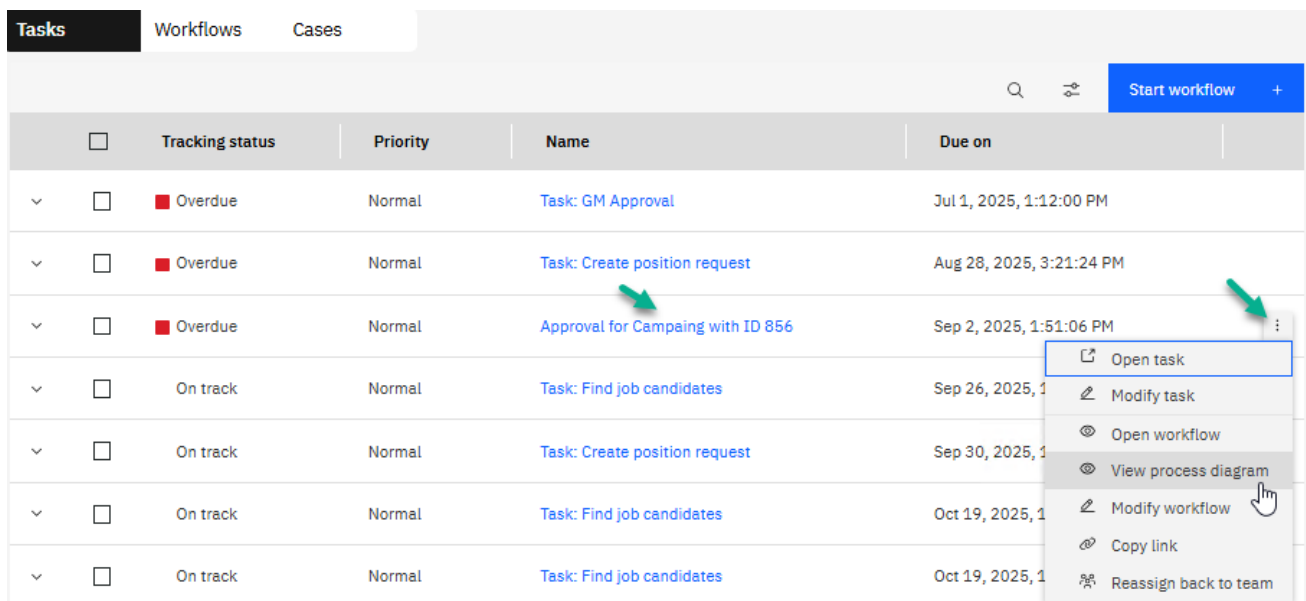 Tasks Workflows Cases
Start workflow +
Tracking status Priority Name Due on
Overdue Normal Task: GM Approval Jul 1, 2025, 1:12:00 PM
Overdue Normal Task: Create position request Aug 28, 2025, 3:21:24 PM
Overdue Normal Approval for Campaing with ID 856 Sep 2, 2025, 1:51:06 PM
Open task
On track Normal Task: Find job candidates Sep 26, 2025, 1
Modify task
Open workflow
On track Normal Task: Create position request Sep 30, 2025, 1
View process diagram
On track Normal Task: Find job candidates Oct 19, 2025, 1
Modify workflow
Copy link
On track Normal Task: Find job candidates Oct 19, 2025, 1
Reassign back to team